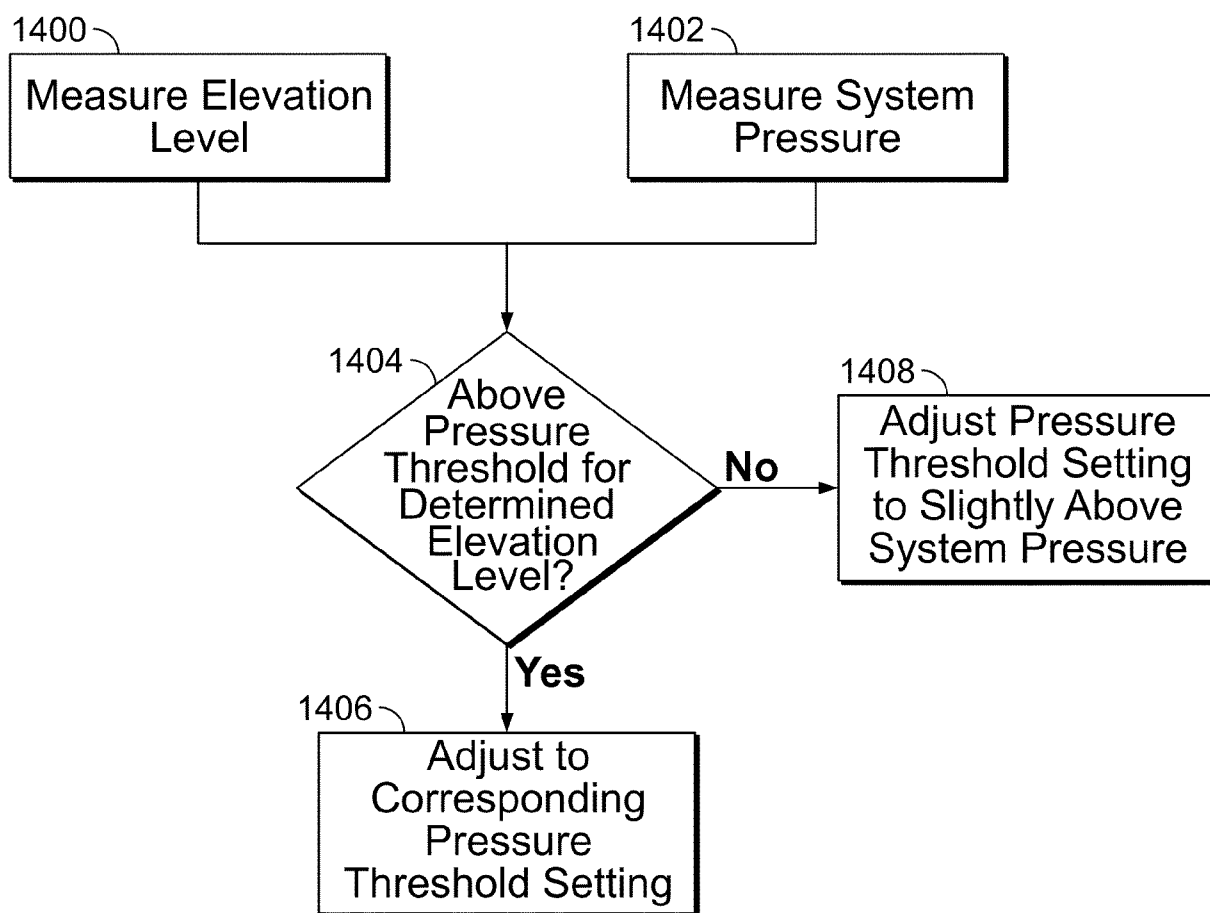 1400
Measure Elevation
Level
1402
Measure System
Pressure
1404
Above
Pressure
Threshold for
Determined
Elevation
Level?
No
1408
Adjust Pressure
Threshold Setting
to Slightly Above
System Pressure
Yes
1406
Adjust to
Corresponding
Pressure
Threshold Setting